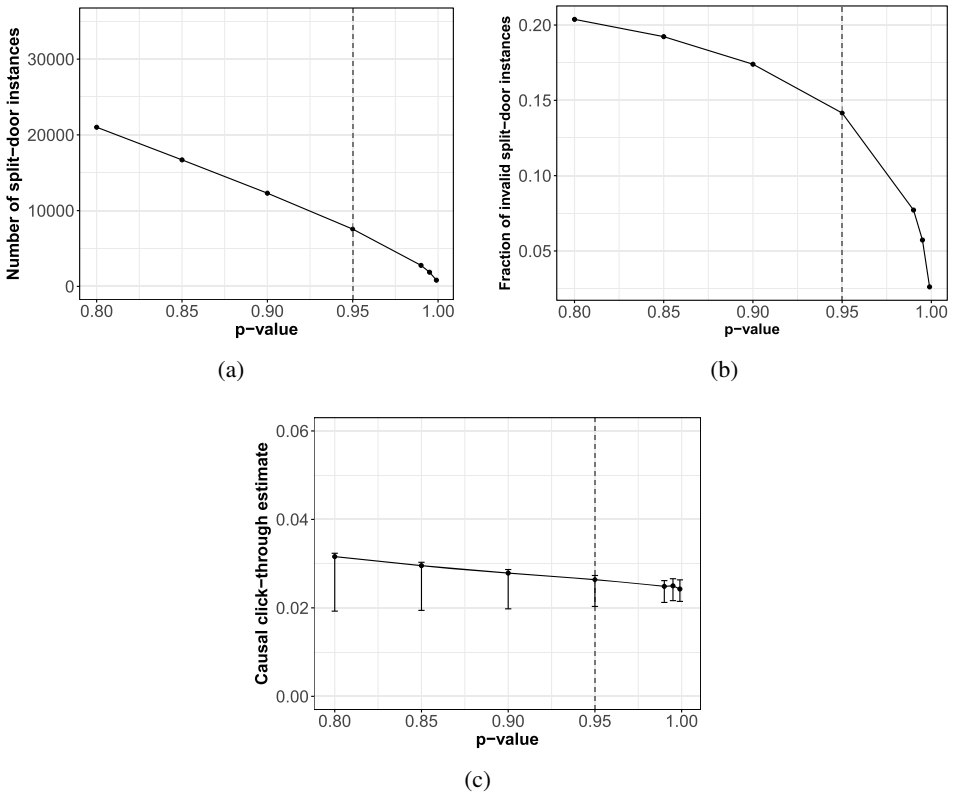 Number of split−door instances
30000
20000
10000
0
0.80 0.85 0.90 0.95 1.00
p−value
(a)
Fraction of invalid split−door instances
0.20
0.15
0.10
0.05
0.80 0.85 0.90 0.95 1.00
p−value
(b)
Causal click−through estimate
0.06
0.04
0.02
0.00
0.80 0.85 0.90 0.95 1.00
p−value
(c)